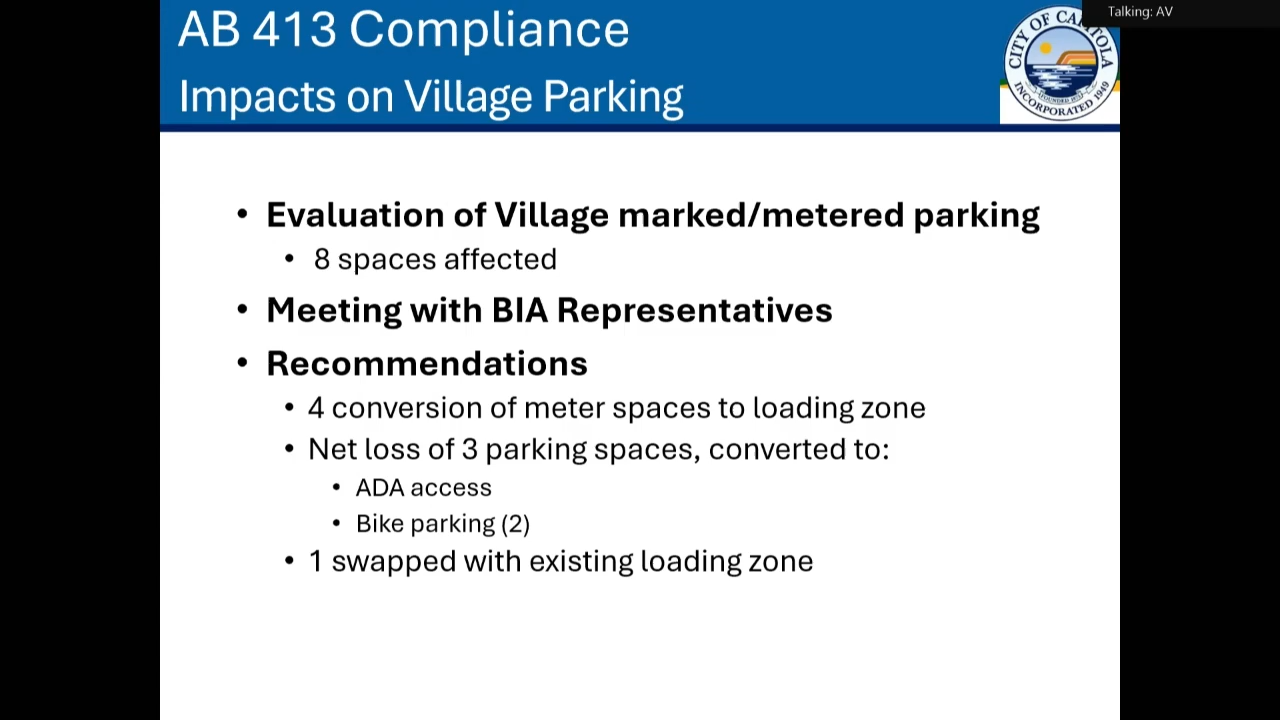 Talking: AV
AB 413 Compliance
Impacts on Village Parking
CITY OF CAPITOLA
INCORPORATED 1949
• Evaluation of Village marked/metered parking
• 8 spaces affected
• Meeting with BIA Representatives
• Recommendations
• 4 conversion of meter spaces to loading zone
• Net loss of 3 parking spaces, converted to:
• ADA access
• Bike parking (2)
• 1 swapped with existing loading zone